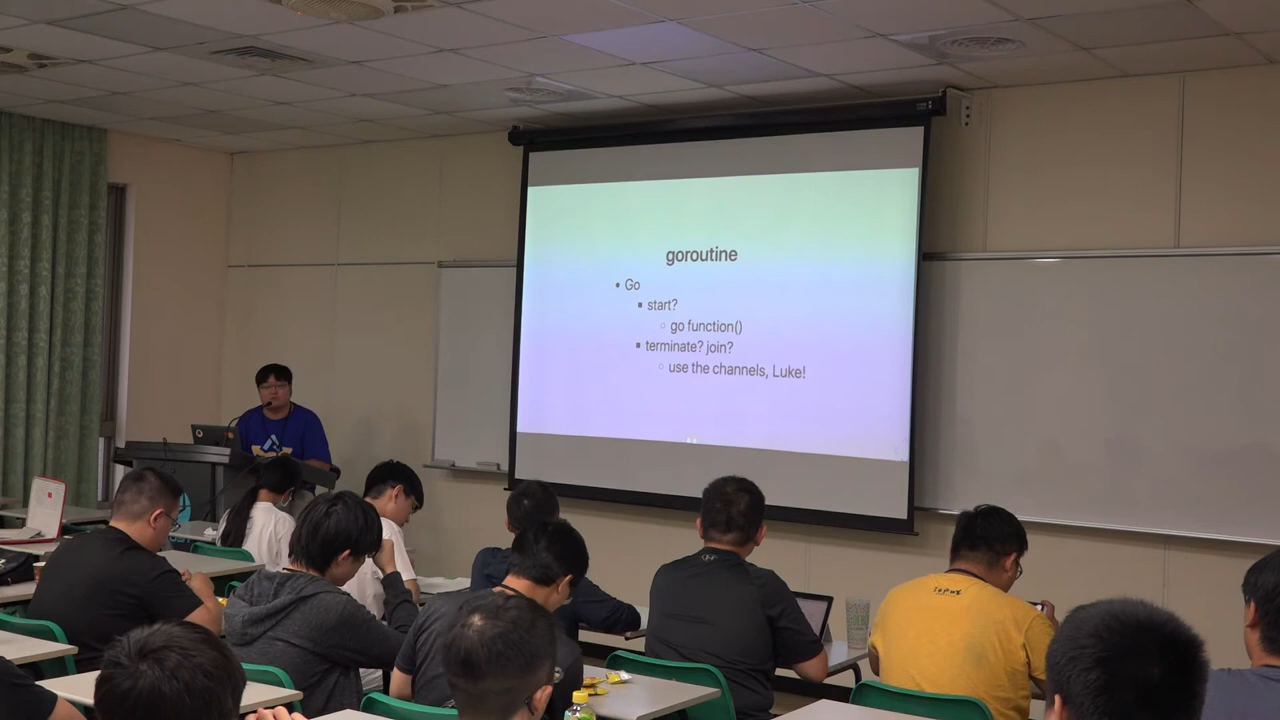 goroutine
• Go
▪ start?
○ go function()
▪ terminate? join?
○ use the channels, Luke!